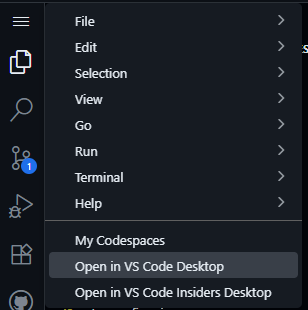 File
Edit
Selection
View
Go
Run
1
Terminal
Help
My Codespaces
Open in VS Code Desktop
Open in VS Code Insiders Desktop